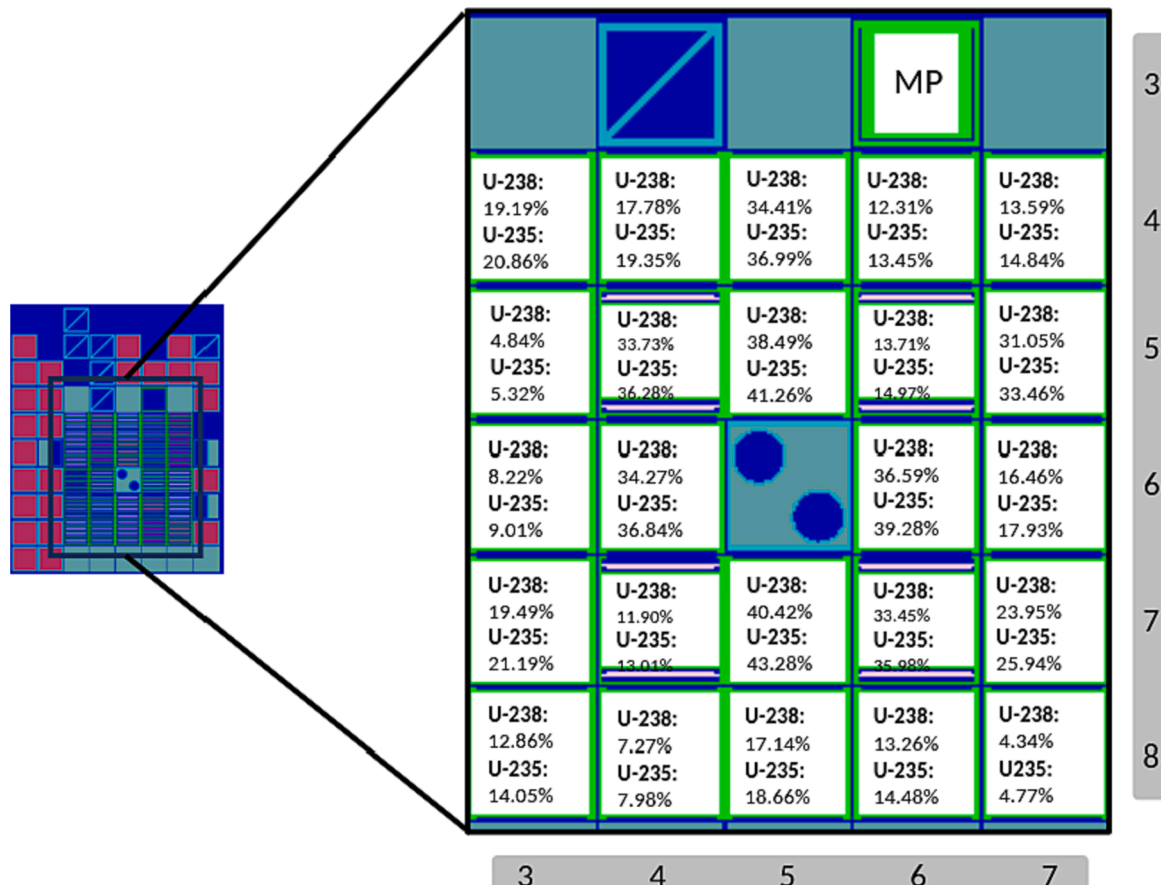 MP
3
U-238: U-238: U-238: U-238: U-238:
19.19% 17.78% 34.41% 12.31% 13.59%
U-235: U-235: U-235: U-235: U-235:
20.86% 19.35% 36.99% 13.45% 14.84%
4
U-238: U-238: U-238: U-238: U-238:
4.84% 33.73% 38.49% 13.71% 31.05%
U-235: U-235: U-235: U-235: U-235:
5.32% 36.28% 41.26% 14.97% 33.46%
5
U-238: U-238: U-238: U-238:
8.22% 34.27% 36.59% 16.46%
U-235: U-235: U-235: U-235:
9.01% 36.84% 39.28% 17.93%
6
U-238: U-238: U-238: U-238: U-238:
19.49% 11.90% 40.42% 33.45% 23.95%
U-235: U-235: U-235: U-235: U-235:
21.19% 13.01% 43.28% 35.98% 25.94%
7
U-238: U-238: U-238: U-238: U-238:
12.86% 7.27% 17.14% 13.26% 4.34%
U-235: U-235: U-235: U-235: U235:
14.05% 7.98% 18.66% 14.48% 4.77%
8
3 4 5 6 7